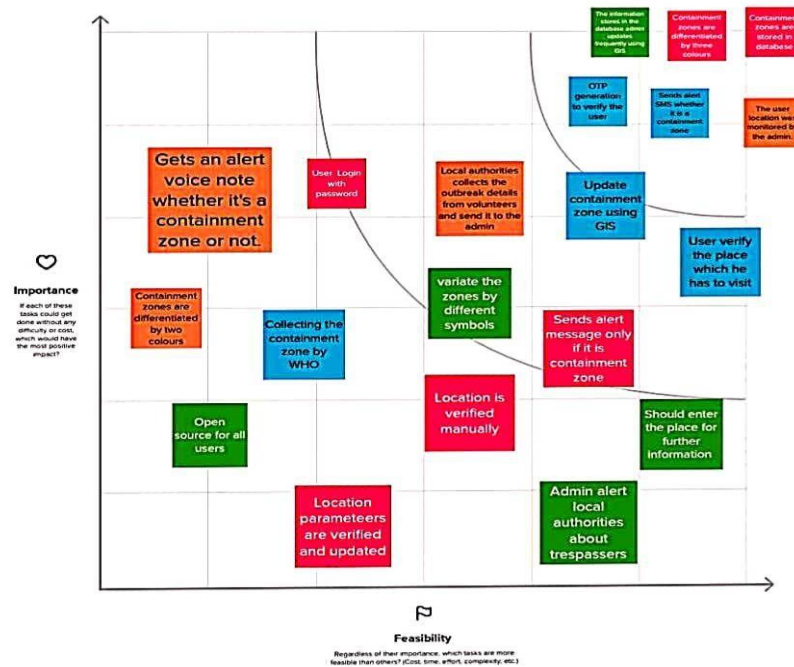 The information
stores in the
database admin
updates
frequently using
GIS
Containment
zones are
differentiated
by three
colours
Containment
zones are
stored in
database
OTP
generation
to verify the
user
Sends alert
SMS whether
it is a
containment
zone
The user
location was
monitored by
the admin.
Gets an alert
voice note
whether it's a
containment
zone or not.
User Login
with
password
Local authorities
collects the
outbreak details
from volunteers
and send it to the
admin
Update
containment
zone using
GIS
User verify
the place
which he
has to visit
Importance
If each of these
tasks could get
done without any
difficulty or cost,
which would have
the most positive
impact?
Containment
zones are
differentiated
by two
colours
Collecting the
containment
zone by
WHO
variate the
zones by
different
symbols
Sends alert
message only
if it is
containment
zone
Open
source for all
users
Location is
verified
manually
Should enter
the place for
further
information
Location
parameteers
are verified
and updated
Admin alert
local
authorities
about
trespassers
Feasibility
Regardless of their importance, which tasks are more
feasible than others? (Cost, time, effort, complexity, etc.)